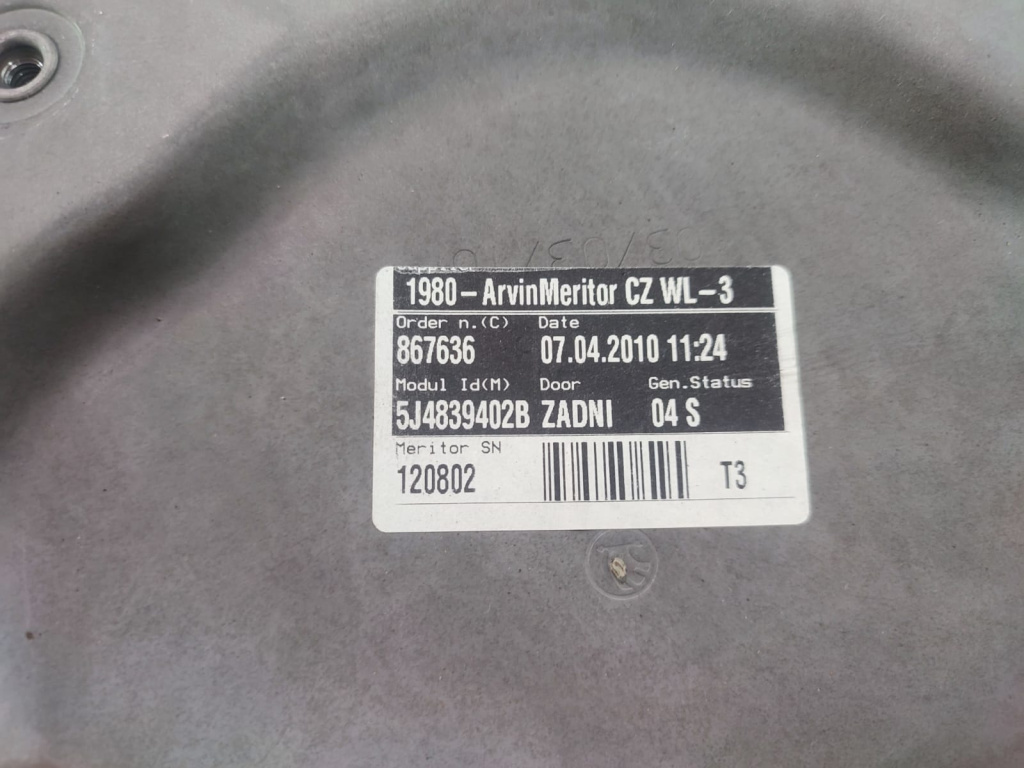 1980-ArvinMeritor CZ WL-3
Order n.(C) Date
867636 07.04.2010 11:24
Modul Id(M) Door Gen.Status
5J4839402B ZADNI 04 S
Meritor SN
120802 T3